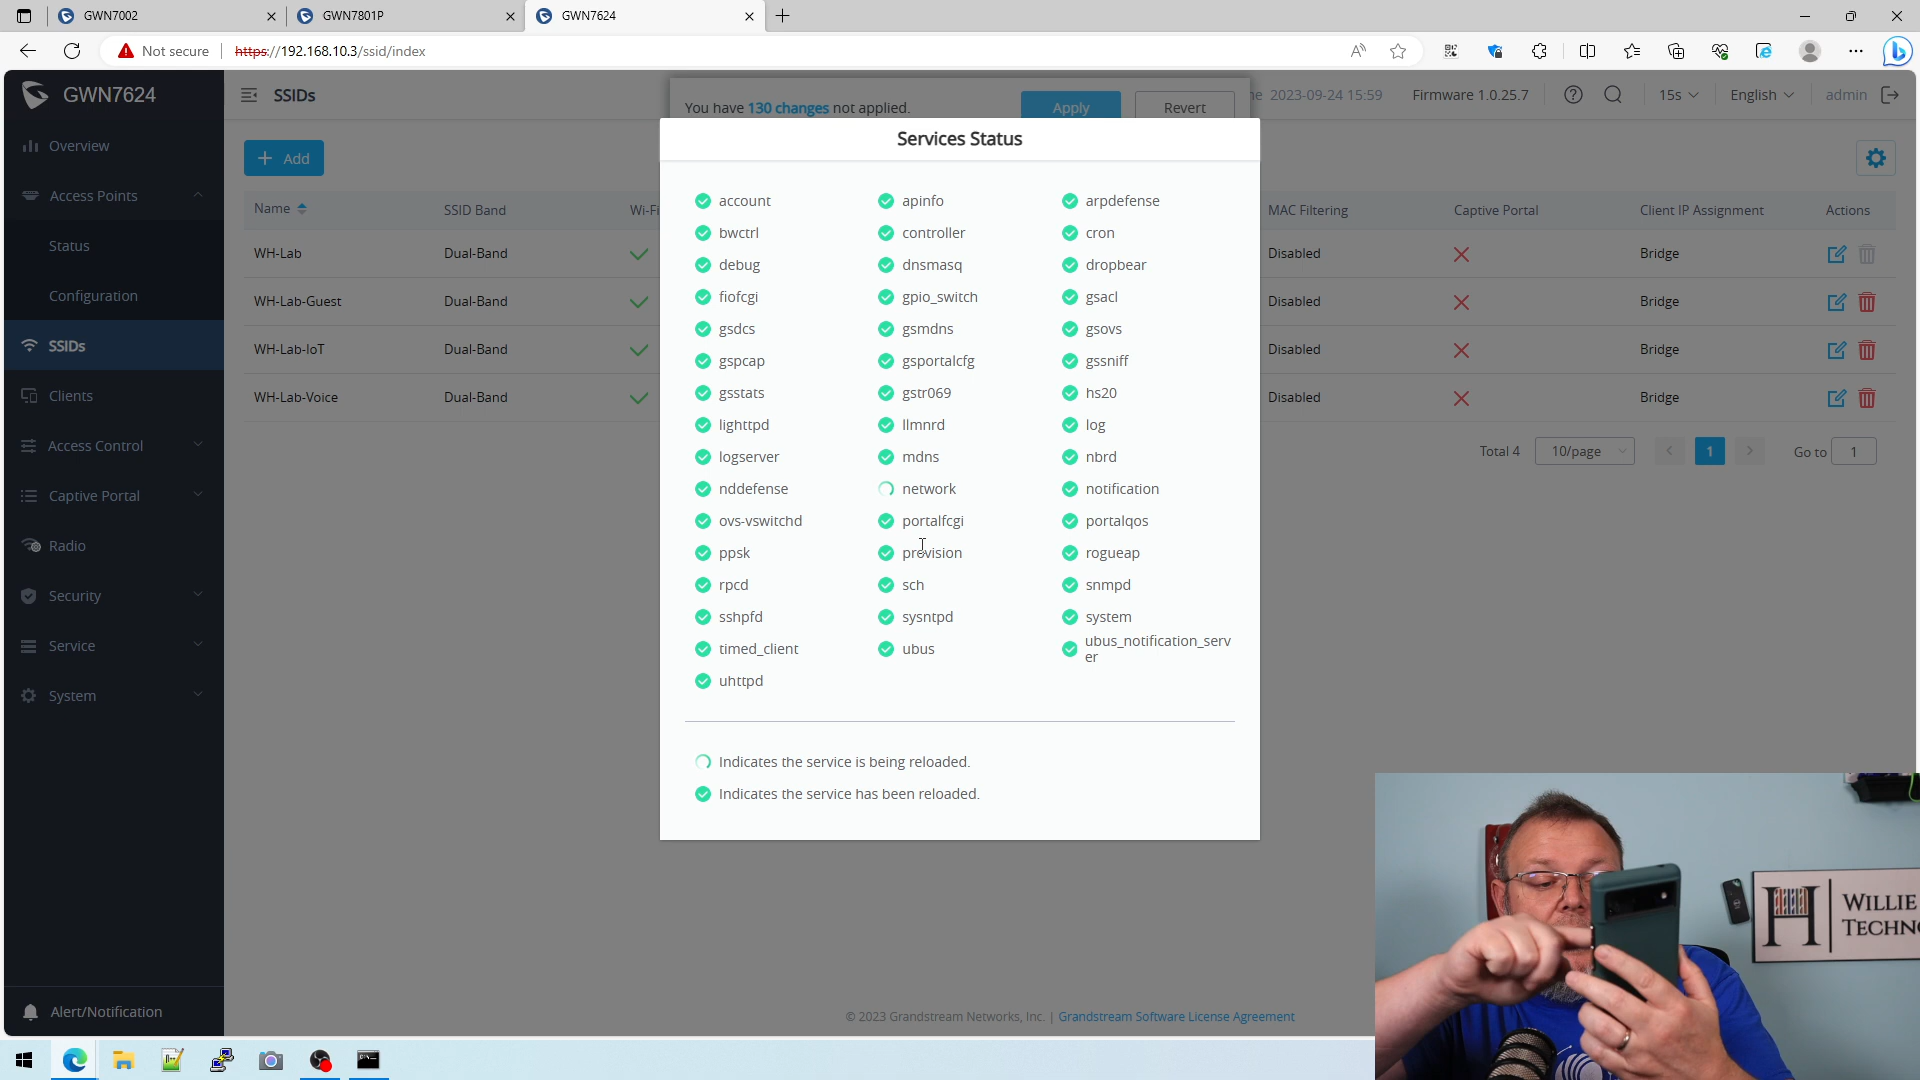 GWN7002
GWN7801P
GWN7624
Not secure
https://192.168.10.3/ssid/index
GWN7624
SSIDs
You have 130 changes not applied.
Apply
Revert
2023-09-24 15:59
Firmware 1.0.25.7
15s
English
admin
Overview
Access Points
Status
Configuration
SSIDs
Clients
Access Control
Captive Portal
Radio
Security
Service
System
Alert/Notification
Add
Name
SSID Band
Wi-Fi
MAC Filtering
Captive Portal
Client IP Assignment
Actions
WH-Lab
Dual-Band
Disabled
Bridge
WH-Lab-Guest
Dual-Band
Disabled
Bridge
WH-Lab-IoT
Dual-Band
Disabled
Bridge
WH-Lab-Voice
Dual-Band
Disabled
Bridge
Total 4
10/page
1
Go to
1
Services Status
account
apinfo
arpdefense
bwctrl
controller
cron
debug
dnsmasq
dropbear
fiofcgi
gpio_switch
gsacl
gsdcs
gsmdns
gsovs
gspcap
gsportalcfg
gssniff
gsstats
gstr069
hs20
lighttpd
llmnrd
log
logserver
mdns
nbrd
nddefense
network
notification
ovs-vswitchd
portalfcgi
portalqos
ppsk
provision
rogueap
rpcd
sch
snmpd
sshpfd
sysntpd
system
timed_client
ubus
ubus_notification_serv
er
uhttpd
Indicates the service is being reloaded.
Indicates the service has been reloaded.
© 2023 Grandstream Networks, Inc. | Grandstream Software License Agreement
H
WILLIE
TECHN